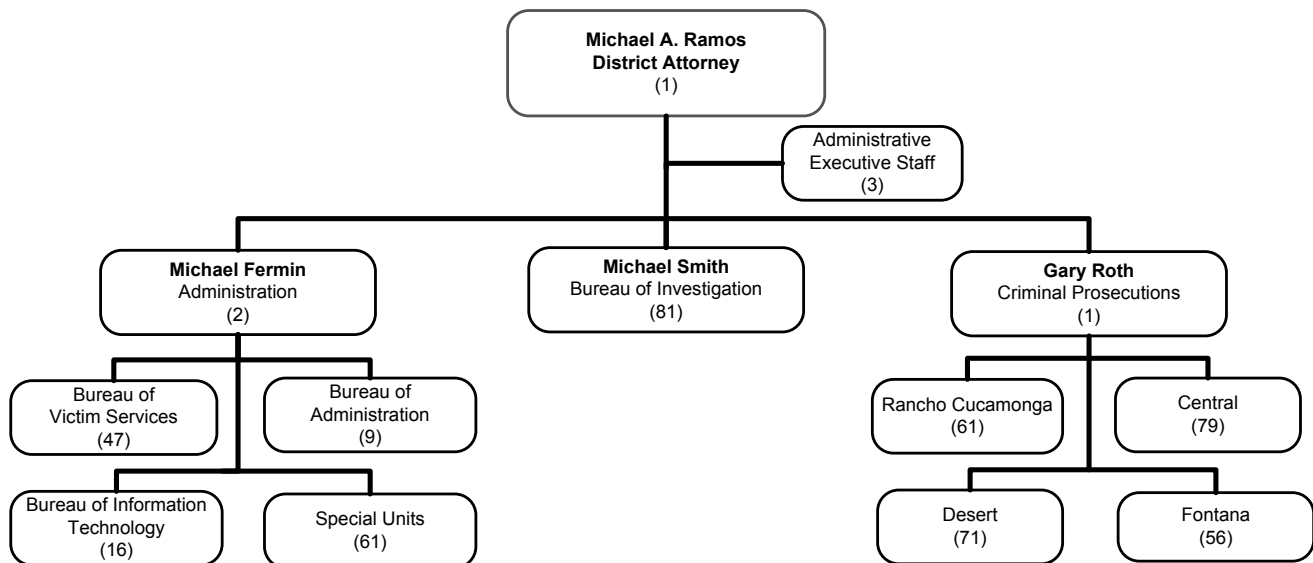 Michael A. Ramos
District Attorney
(1)
Administrative
Executive Staff
(3)
Michael Fermin
Administration
(2)
Michael Smith
Bureau of Investigation
(81)
Gary Roth
Criminal Prosecutions
(1)
Bureau of
Victim Services
(47)
Bureau of
Administration
(9)
Rancho Cucamonga
(61)
Central
(79)
Bureau of Information
Technology
(16)
Special Units
(61)
Desert
(71)
Fontana
(56)